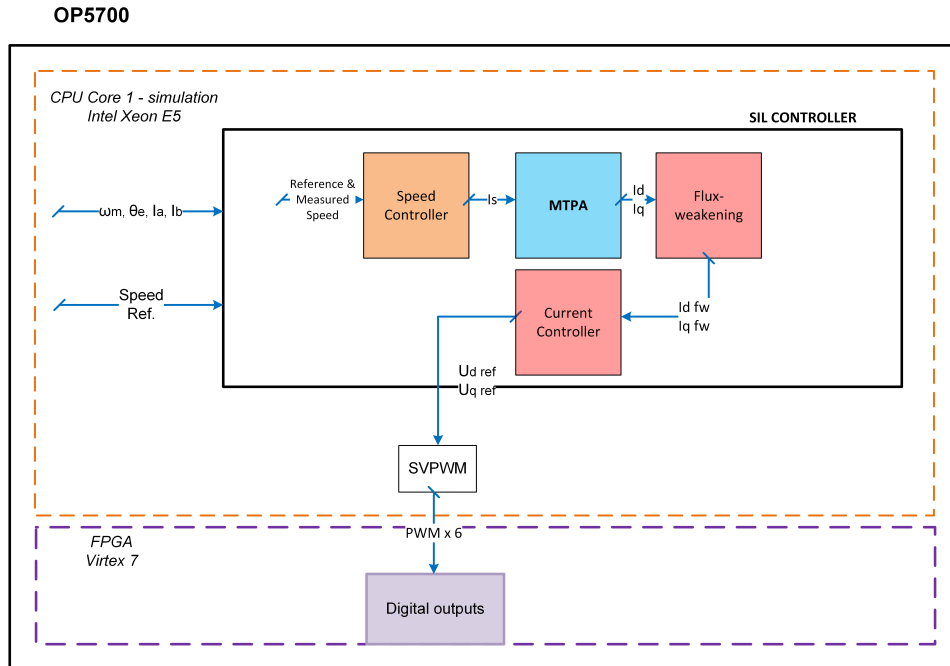 OP5700
CPU Core 1 - simulation
Intel Xeon E5
SIL CONTROLLER
Reference &
Measured
Speed
Speed
Controller
Is
MTPA
Id
Iq
Flux-
weakening
ωm, θe, Ia, Ib
Speed
Ref.
Current
Controller
Id fw
Iq fw
Ud ref
Uq ref
SVPWM
PWM x 6
FPGA
Virtex 7
Digital outputs